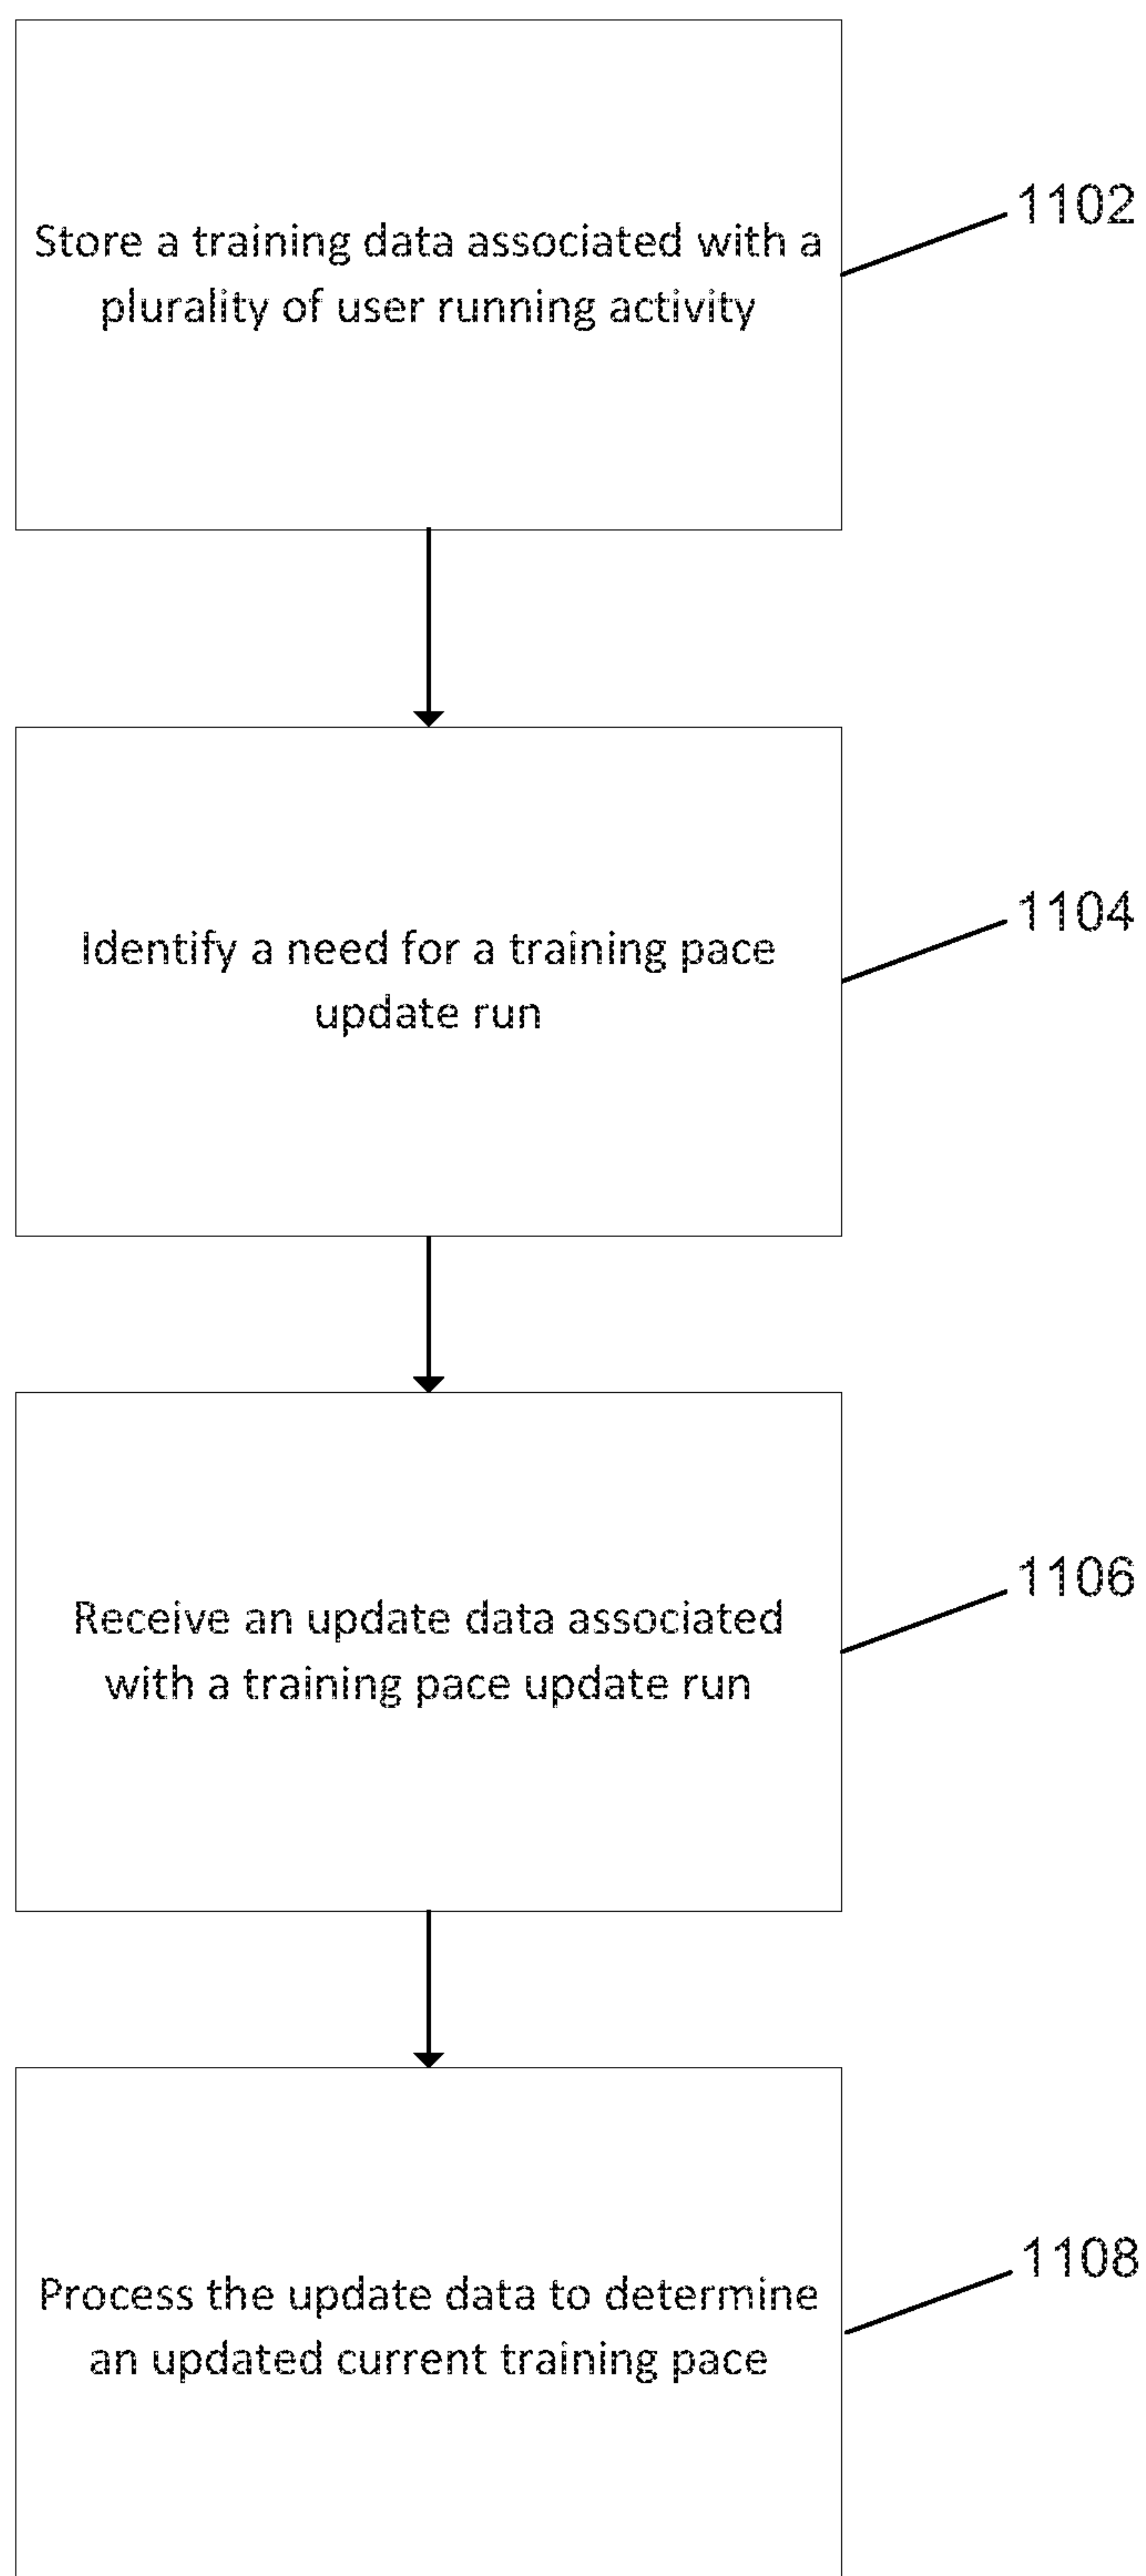 Store a training data associated with a
plurality of user running activity
1102
Identify a need for a training pace
update run
1104
Receive an update data associated
with a training pace update run
1106
Process the update data to determine
an updated current training pace
1108